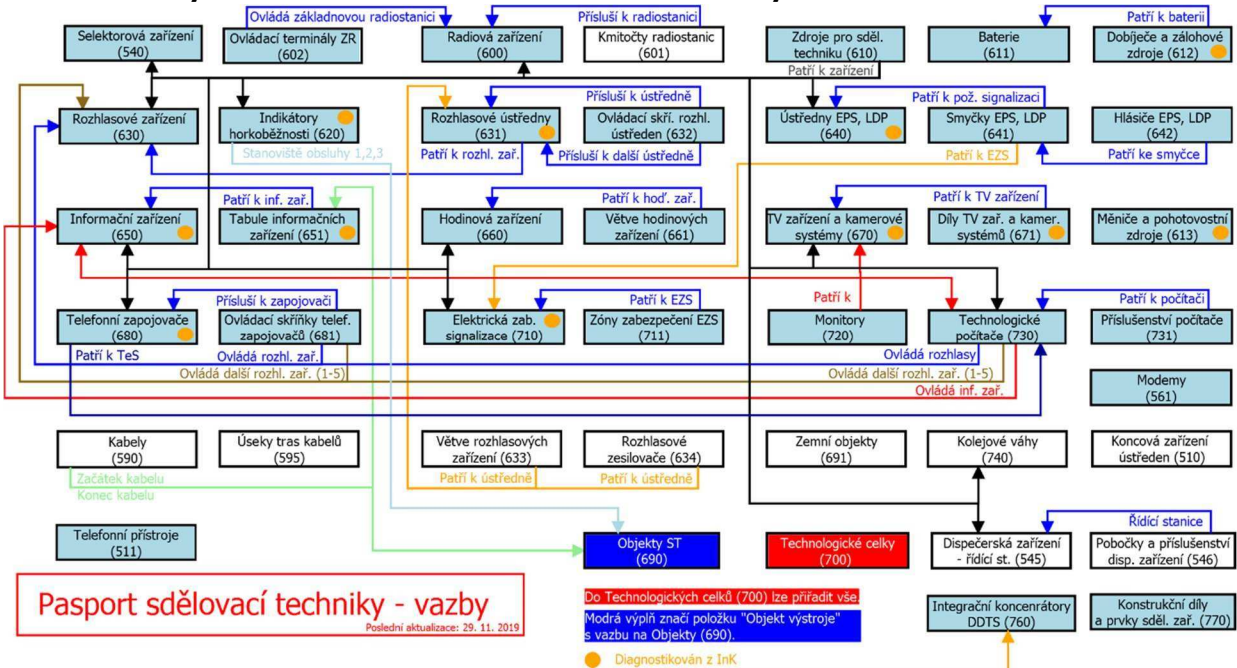 Ovládá základnovou radiostanici
Přísluší k radiostanici
Patří k baterii
Selektorová zařízení
(540)
Ovládací terminály ZR
(602)
Radiová zařízení
(600)
Kmitočty radiostanic
(601)
Zdroje pro sděl.
techniku (610)
Baterie
(611)
Dobíječe a zálohové
zdroje (612)
Patří k zařízení
Přísluší k ústředně
Patří k pož. signalizaci
Rozhlasové zařízení
(630)
Indikátory
horkoběžnosti (620)
Rozhlasové ústředny
(631)
Ovládací skří. rozhl.
ústředen (632)
Ústředny EPS, LDP
(640)
Smyčky EPS, LDP
(641)
Hlásiče EPS, LDP
(642)
Stanoviště obsluhy 1,2,3
Patří k rozhl. zař.
Přísluší k další ústředně
Patří k EZS
Patří ke smyčce
Patří k inf. zař.
Patří k hoď. zař.
Patří k TV zařízení
Informační zařízení
(650)
Tabule informačních
zařízení (651)
Hodinová zařízení
(660)
Větve hodinových
zařízení (661)
TV zařízení a kamerové
systémy (670)
Díly TV zař. a kamer.
systémů (671)
Měniče a pohotovostní
zdroje (613)
Přísluší k zapojovači
Patří k EZS
Patří k
Patří k počítači
Telefonní zapojovače
(680)
Ovládací skříňky telef.
zapojovačů (681)
Elektrická zab.
signalizace (710)
Zóny zabezpečení EZS
(711)
Monitory
(720)
Technologické
počítače (730)
Příslušenství počítače
(731)
Patří k TeS
Ovládá rozhl. zař.
Ovládá rozhlasy
Ovládá další rozhl. zař. (1-5)
Ovládá další rozhl. zař. (1-5)
Ovládá inf. zař.
Modemy
(561)
Kabely
(590)
Úseky tras kabelů
(595)
Větve rozhlasových
zařízení (633)
Rozhlasové
zesilovače (634)
Zemní objekty
(691)
Kolejové váhy
(740)
Koncová zařízení
ústředen (510)
Začátek kabelu
Konec kabelu
Patří k ústředně
Patří k ústředně
Řídící stanice
Telefonní přístroje
(511)
Objekty ST
(690)
Technologické celky
(700)
Dispečerská zařízení
- řídící st. (545)
Pobočky a příslušenství
disp. zařízení (546)
Pasport sdělovací techniky - vazby
Poslední aktualizace: 29. 11. 2019
Do Technologických celků (700) lze přiřadit vše.
Modrá výplň značí položku "Objekt výstroje"
s vazbu na Objekty (690).
Diagnostikován z InK
Integrační koncenrátory
DDTS (760)
Konstrukční díly
a prvky sděl. zař. (770)